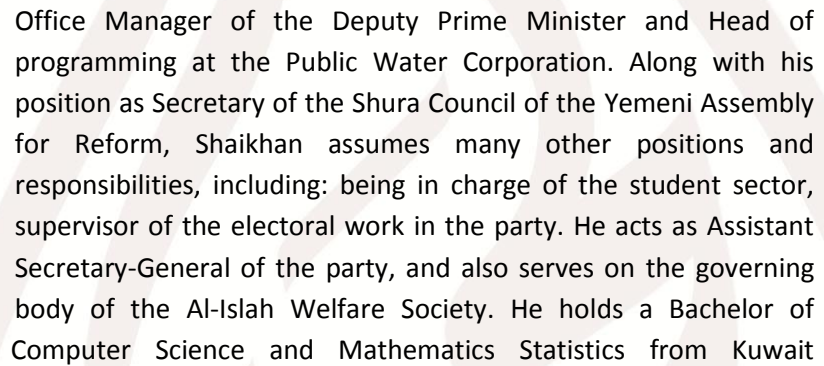 Office Manager of the Deputy Prime Minister and Head of
programming at the Public Water Corporation. Along with his
position as Secretary of the Shura Council of the Yemeni Assembly
for Reform, Shaikhan assumes many other positions and
responsibilities, including: being in charge of the student sector,
supervisor of the electoral work in the party. He acts as Assistant
Secretary-General of the party, and also serves on the governing
body of the Al-Islah Welfare Society. He holds a Bachelor of
Computer Science and Mathematics Statistics from Kuwait